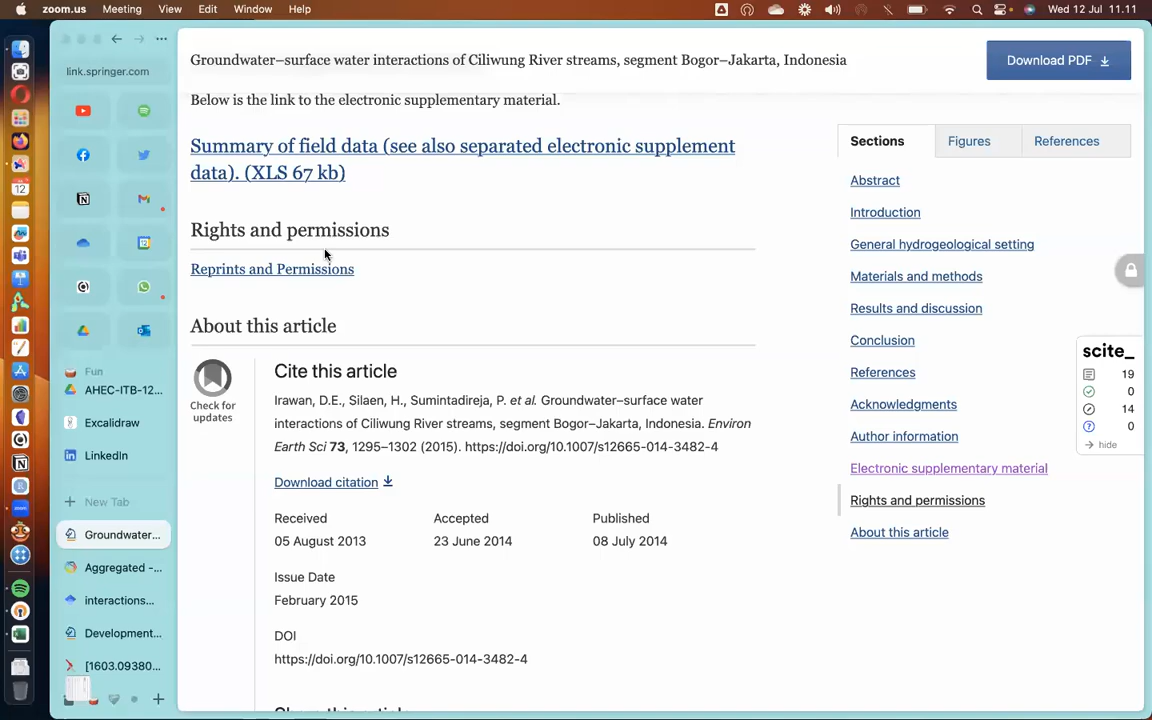 zoom.us Meeting View Edit Window Help Wed 12 Jul 11.11
link.springer.com
12
31
Fun
AHEC-ITB-12...
Excalidraw
LinkedIn
New Tab
Groundwater...
Aggregated -...
interactions...
Development...
[1603.09380...
Groundwater–surface water interactions of Ciliwung River streams, segment Bogor–Jakarta, Indonesia
Download PDF
Below is the link to the electronic supplementary material.
Summary of field data (see also separated electronic supplement
data). (XLS 67 kb)
Rights and permissions
Reprints and Permissions
About this article
Check for
updates
Cite this article
Irawan, D.E., Silaen, H., Sumintadireja, P. et al. Groundwater–surface water
interactions of Ciliwung River streams, segment Bogor–Jakarta, Indonesia. Environ
Earth Sci 73, 1295–1302 (2015). https://doi.org/10.1007/s12665-014-3482-4
Download citation
Received Accepted Published
05 August 2013 23 June 2014 08 July 2014
Issue Date
February 2015
DOI
https://doi.org/10.1007/s12665-014-3482-4
Sections Figures References
Abstract
Introduction
General hydrogeological setting
Materials and methods
Results and discussion
Conclusion
References
Acknowledgments
Author information
Electronic supplementary material
Rights and permissions
About this article
scite_
19
0
14
? 0
hide